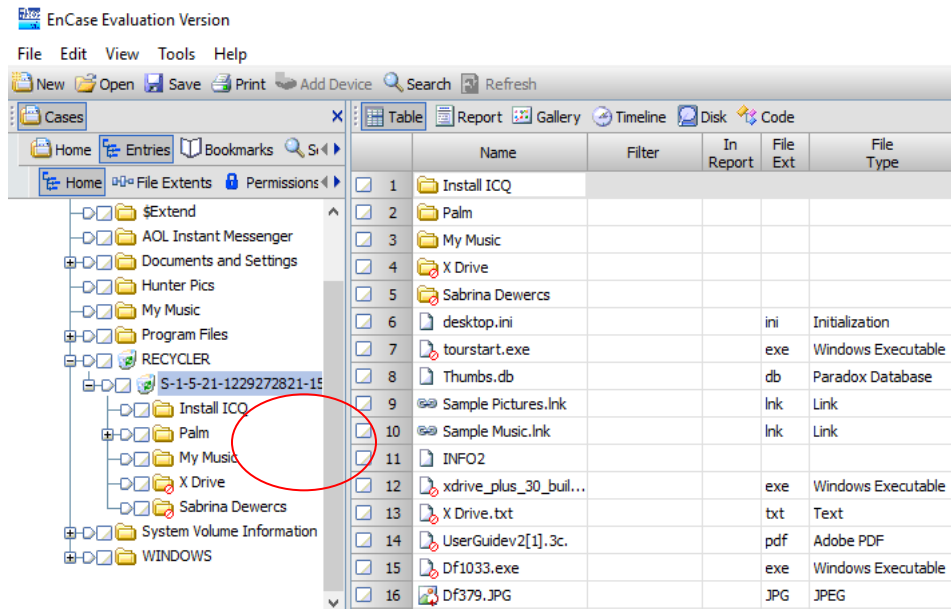 EnCase Evaluation Version
File Edit View Tools Help
New Open Save Print Add Device Search Refresh
Cases
Home Entries Bookmarks
Home File Extents Permissions
$Extend
AOL Instant Messenger
Documents and Settings
Hunter Pics
My Music
Program Files
RECYCLER
S-1-5-21-1229272821-15
Install ICQ
Palm
My Music
X Drive
Sabrina Dewercs
System Volume Information
WINDOWS
Table Report Gallery Timeline Disk Code
Name Filter In Report File Ext File Type
1 Install ICQ
2 Palm
3 My Music
4 X Drive
5 Sabrina Dewercs
6 desktop.ini ini Initialization
7 tourstart.exe exe Windows Executable
8 Thumbs.db db Paradox Database
9 Sample Pictures.lnk lnk Link
10 Sample Music.lnk lnk Link
11 INFO2
12 xdrive_plus_30_buil... exe Windows Executable
13 X Drive.txt txt Text
14 UserGuidev2[1].3c. pdf Adobe PDF
15 Df1033.exe exe Windows Executable
16 Df379.JPG JPG JPEG